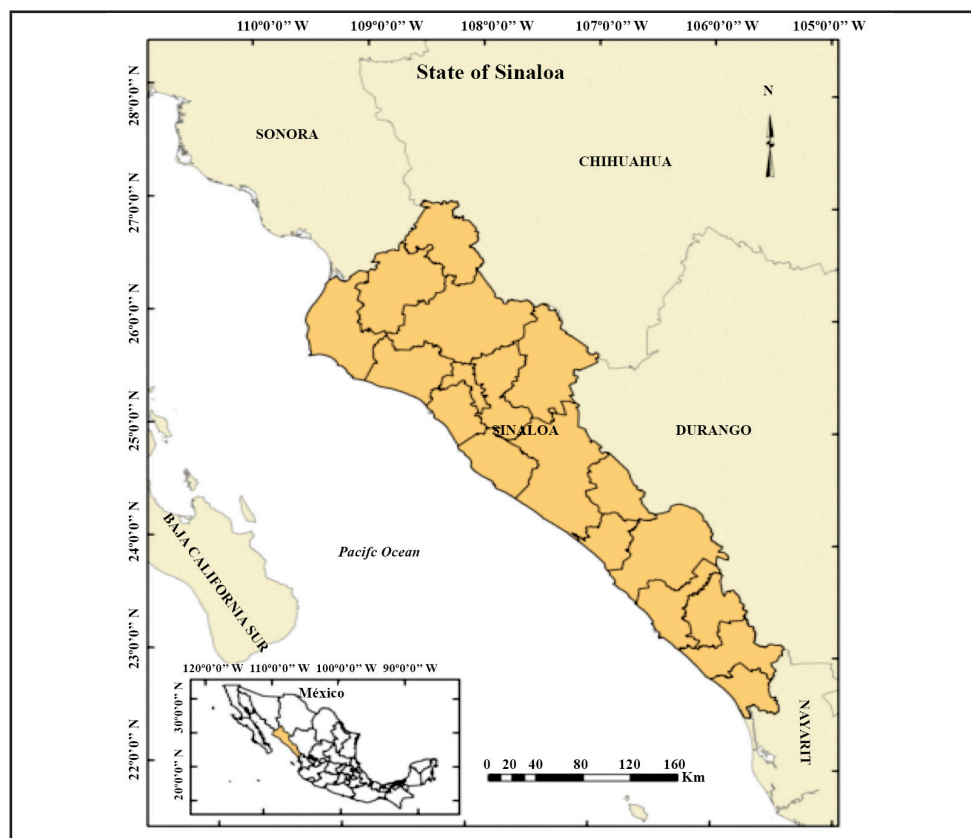 110°0'0'' W 109°0'0'' W 108°0'0'' W 107°0'0'' W 106°0'0'' W 105°0'0'' W
State of Sinaloa
N
28°0'0'' N
SONORA
CHIHUAHUA
27°0'0'' N
26°0'0'' N
25°0'0'' N
SINALOA
DURANGO
24°0'0'' N
Pacifc Ocean
BAJA CALIFORNIA SUR
23°0'0'' N
22°0'0'' N
NAYARIT
120°0'0'' W 110°0'0'' W 100°0'0'' W 90°0'0'' W
México
30°0'0'' N
20°0'0'' N
0 20 40 80 120 160
Km